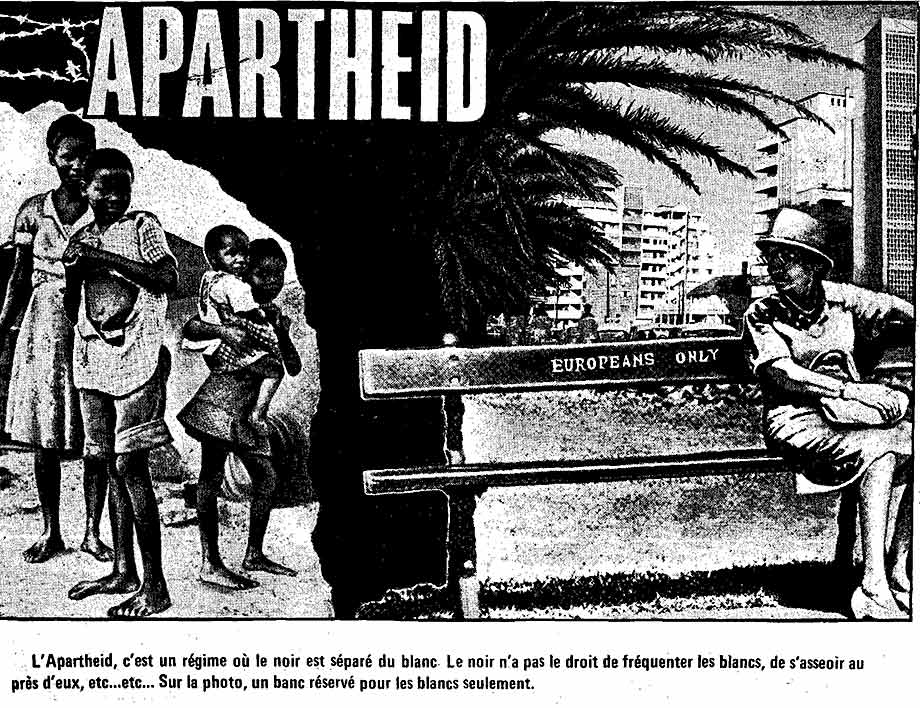 APARTHEID
EUROPEANS ONLY
L'Apartheid, c'est un régime où le noir est séparé du blanc. Le noir n'a pas le droit de fréquenter les blancs, de s'asseoir au
près d'eux, etc...etc... Sur la photo, un banc réservé pour les blancs seulement.